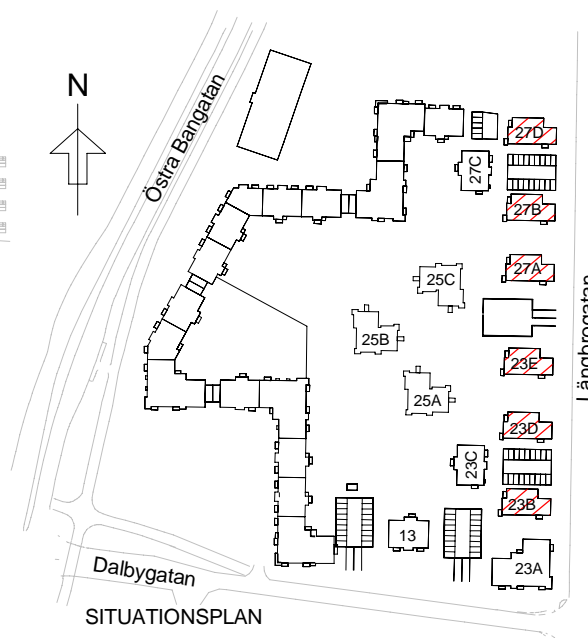 N
Östra Bangatan
27D
27C
27B
27A
25C
25B
23E
Långbrogatan
25A
23D
23C
23B
13
23A
Dalbygatan
SITUATIONSPLAN